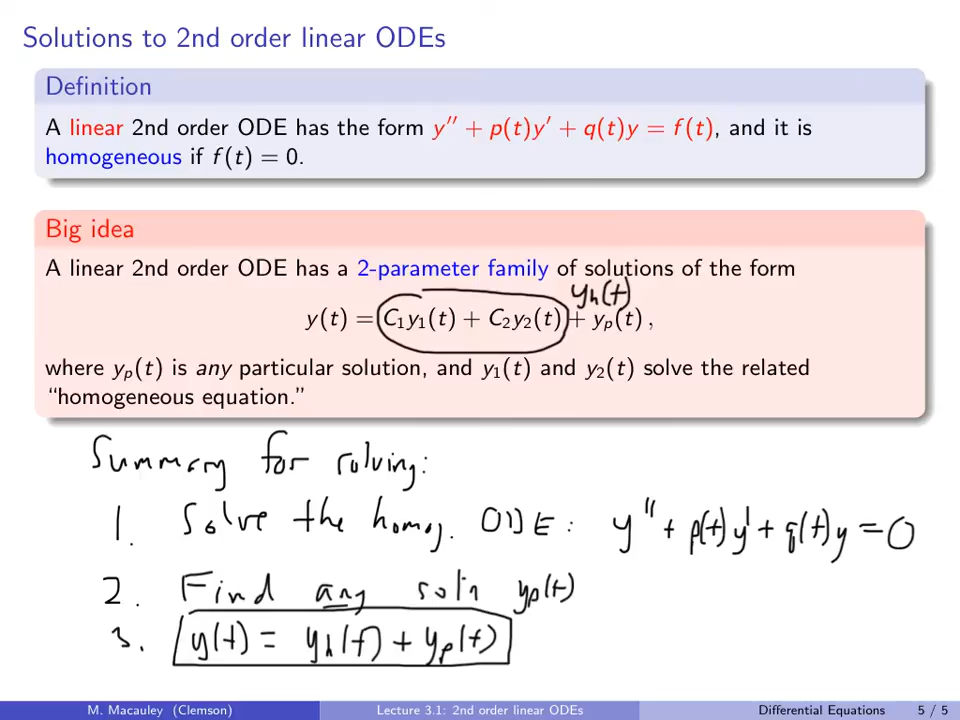 Solutions to 2nd order linear ODEs
Definition
A linear 2nd order ODE has the form y″ + p(t)y′ + q(t)y = f(t), and it is
homogeneous if f(t) = 0.
Big idea
A linear 2nd order ODE has a 2-parameter family of solutions of the form
yh(t)
y(t) = C₁y₁(t) + C₂y₂(t) + yₚ(t),
where yₚ(t) is any particular solution, and y₁(t) and y₂(t) solve the related
“homogeneous equation.”
Summary for solving:
1. Solve the homog. ODE: y″ + p(t)y′ + q(t)y = 0
2. Find any soln yₚ(t)
3. y(t) = yh(t) + yₚ(t)
M. Macauley (Clemson) Lecture 3.1: 2nd order linear ODEs Differential Equations 5 / 5